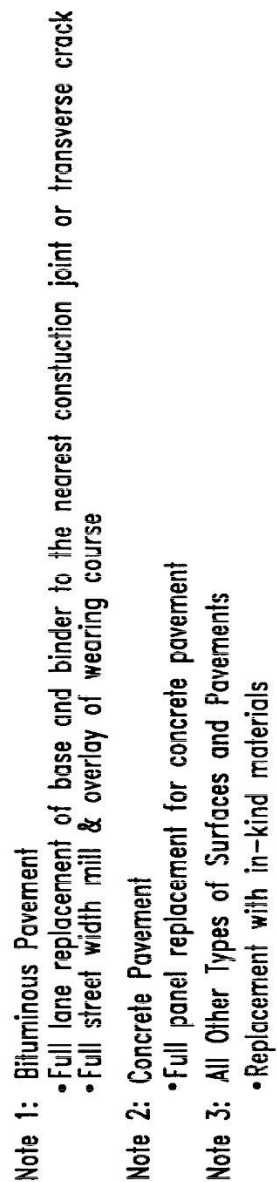 Note 1: Bituminous Pavement
•Full lane replacement of base and binder to the nearest constuction joint or transverse crack
•Full street width mill & overlay of wearing course
Note 2: Concrete Pavement
•Full panel replacement for concrete pavement
Note 3: All Other Types of Surfaces and Pavements
•Replacement with in-kind materials